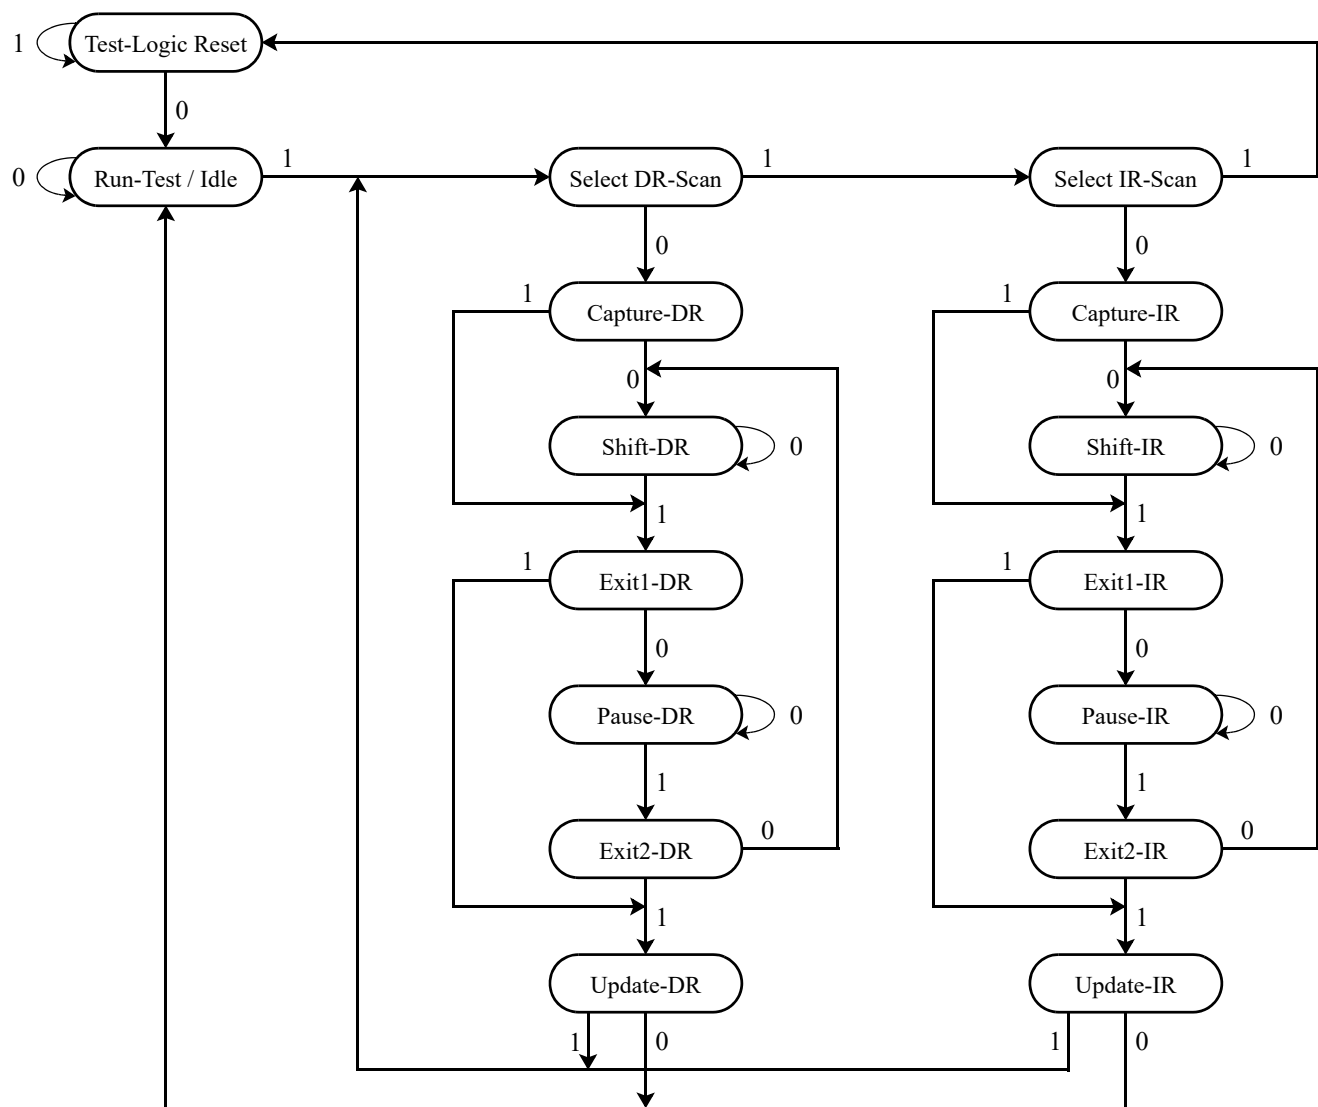 1
Test-Logic Reset
0
0
Run-Test / Idle
1
Select DR-Scan
1
Select IR-Scan
1
0
0
1
Capture-DR
1
Capture-IR
0
0
Shift-DR
0
Shift-IR
0
1
1
1
Exit1-DR
1
Exit1-IR
0
0
Pause-DR
0
Pause-IR
0
1
1
Exit2-DR
0
Exit2-IR
0
1
1
Update-DR
Update-IR
1
0
1
0